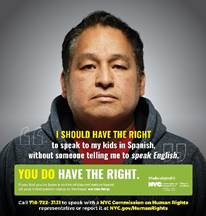 I SHOULD HAVE THE RIGHT
to speak to my kids in Spanish,
without someone telling me to speak English.
YOU DO HAVE THE RIGHT.
NYC
Call 718-722-3131 to speak with a NYC Commission on Human Rights
representative or report it at NYC.gov/HumanRights